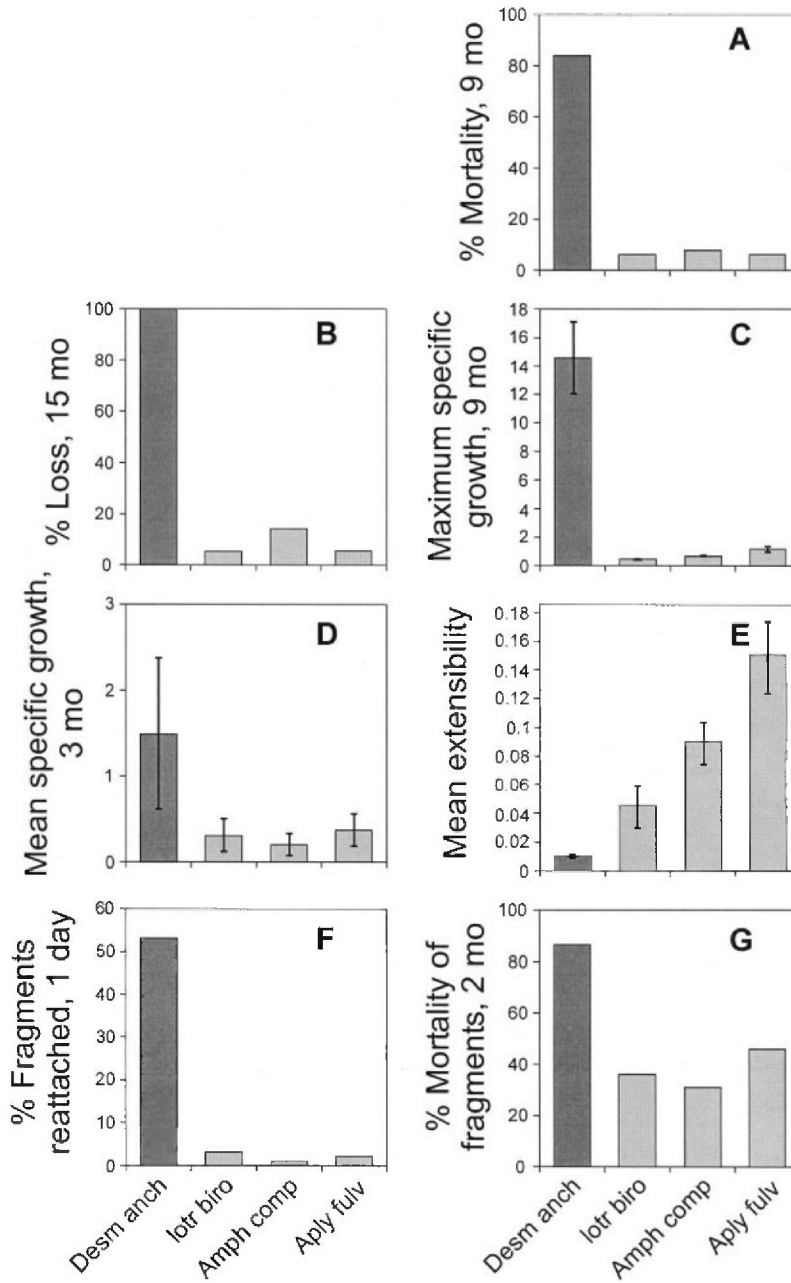 A
% Mortality, 9 mo
100
80
60
40
20
0
B
% Loss, 15 mo
100
80
60
40
20
0
C
Maximum specific
growth, 9 mo
18
16
14
12
10
8
6
4
2
0
D
Mean specific growth,
3 mo
3
2
1
0
E
Mean extensibility
0.18
0.16
0.14
0.12
0.1
0.08
0.06
0.04
0.02
0
F
% Fragments
reattached, 1 day
60
50
40
30
20
10
0
G
% Mortality of
fragments, 2 mo
100
80
60
40
20
0
Desm anch
Iotr biro
Amph comp
Aply fulv
Desm anch
Iotr biro
Amph comp
Aply fulv